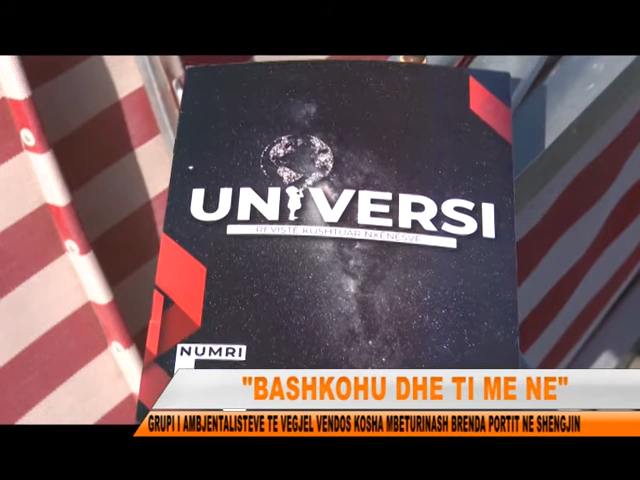 UNIVERSI
REVISTË KUSHTUAR NXËNËSVE
NUMRI
"BASHKOHU DHE TI ME NE"
GRUPI I AMBJENTALISTEVE TE VEGJEL VENDOS KOSHA MBETURINASH BRENDA PORTIT NE SHENGJIN